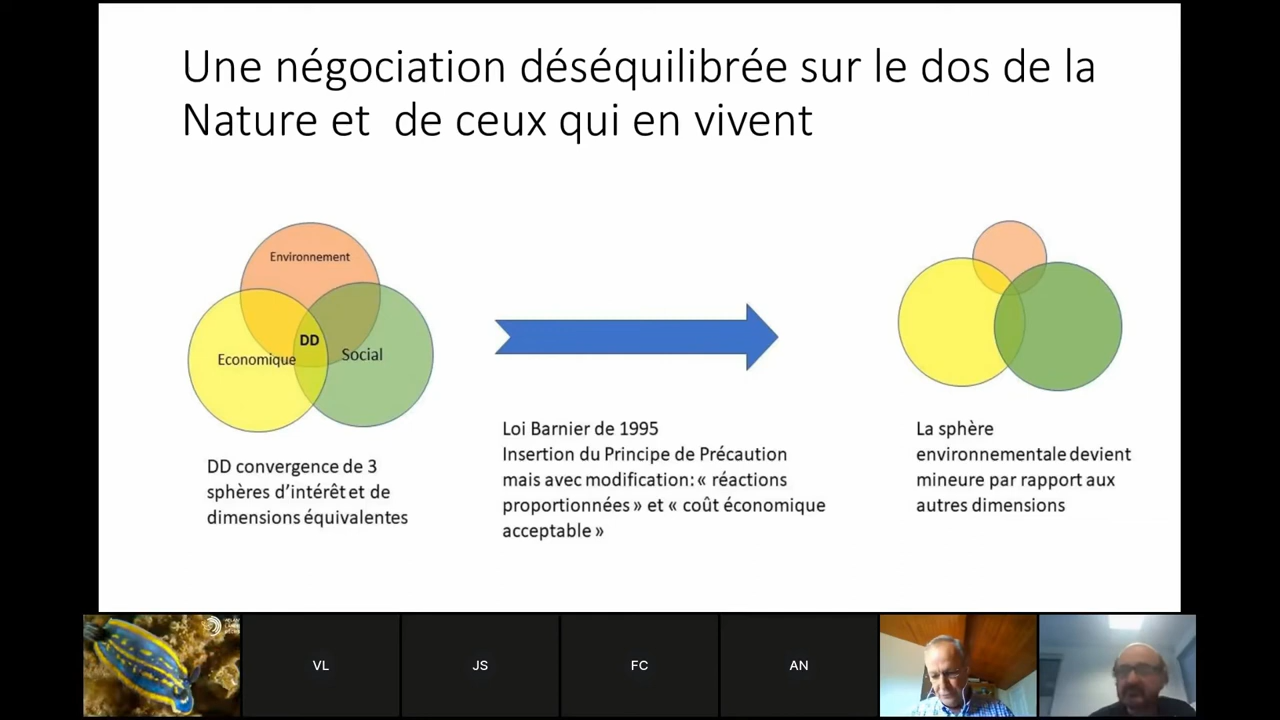 Une négociation déséquilibrée sur le dos de la
Nature et de ceux qui en vivent
Environnement
DD
Economique
Social
DD convergence de 3
sphères d’intérêt et de
dimensions équivalentes
Loi Barnier de 1995
Insertion du Principe de Précaution
mais avec modification: « réactions
proportionnées » et « coût économique
acceptable »
La sphère
environnementale devient
mineure par rapport aux
autres dimensions
VL
JS
FC
AN